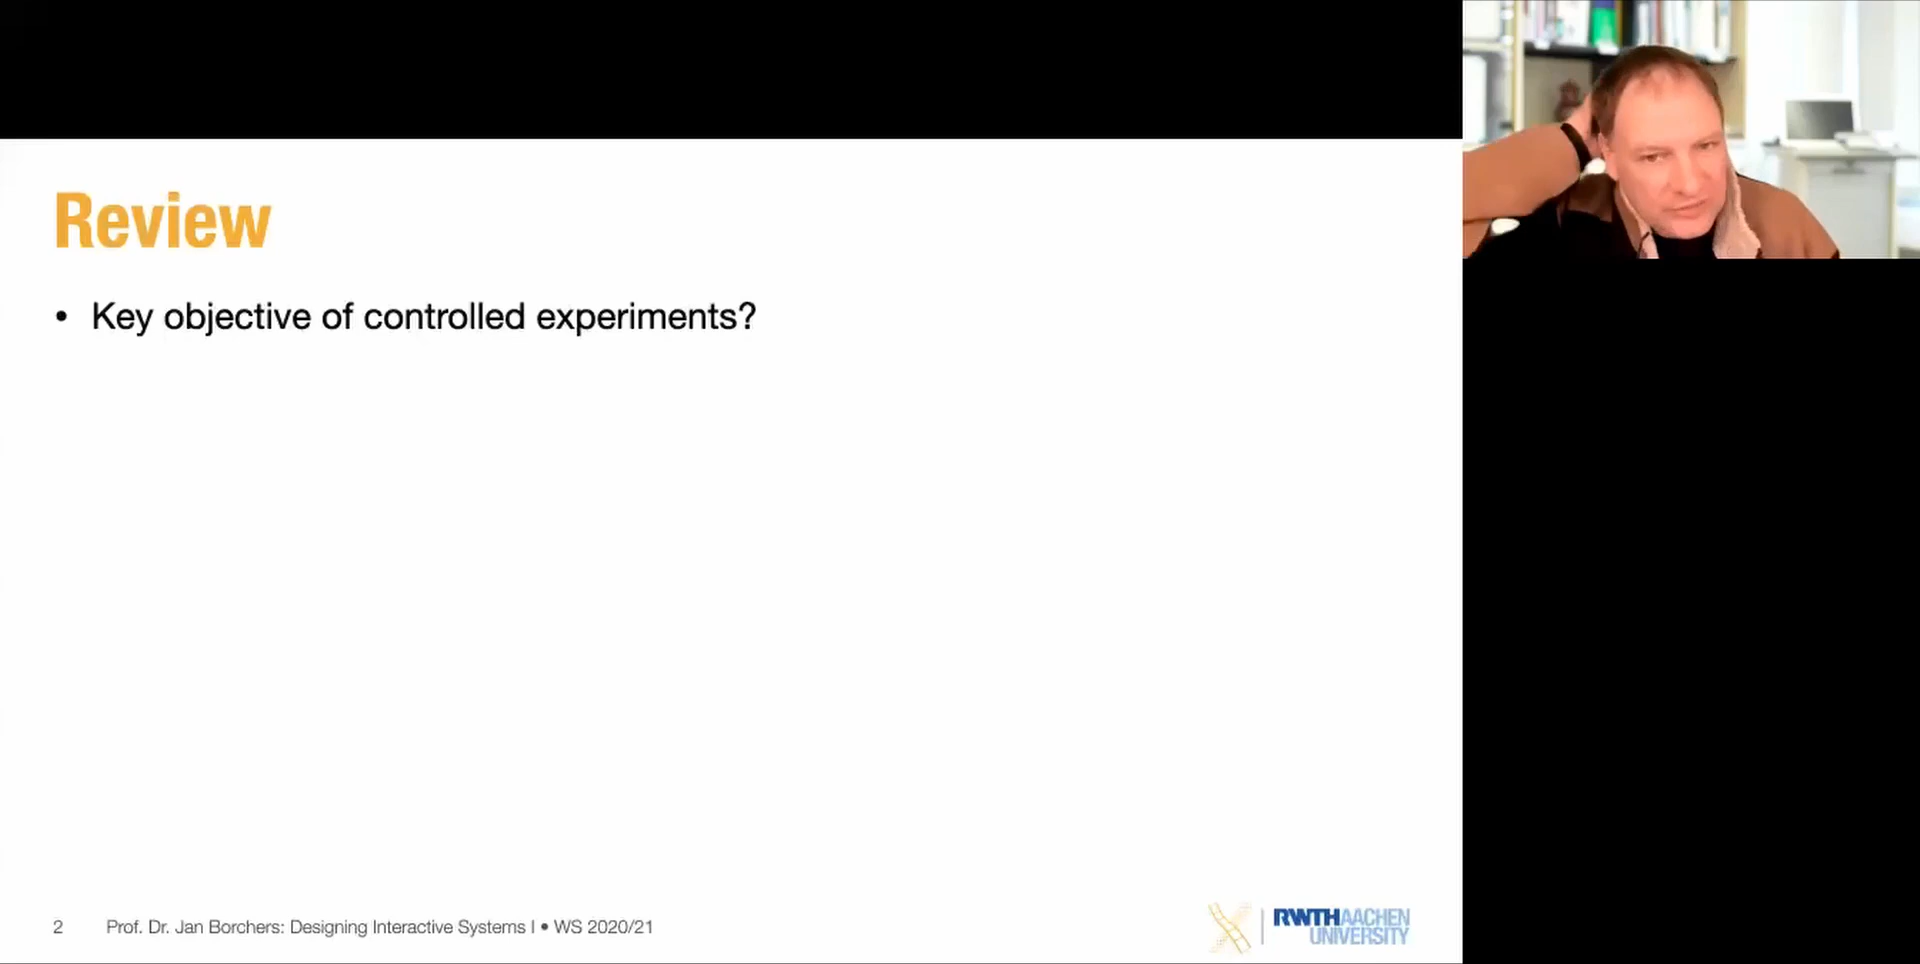 Review
• Key objective of controlled experiments?
2 Prof. Dr. Jan Borchers: Designing Interactive Systems I • WS 2020/21
RWTHAACHEN
UNIVERSITY